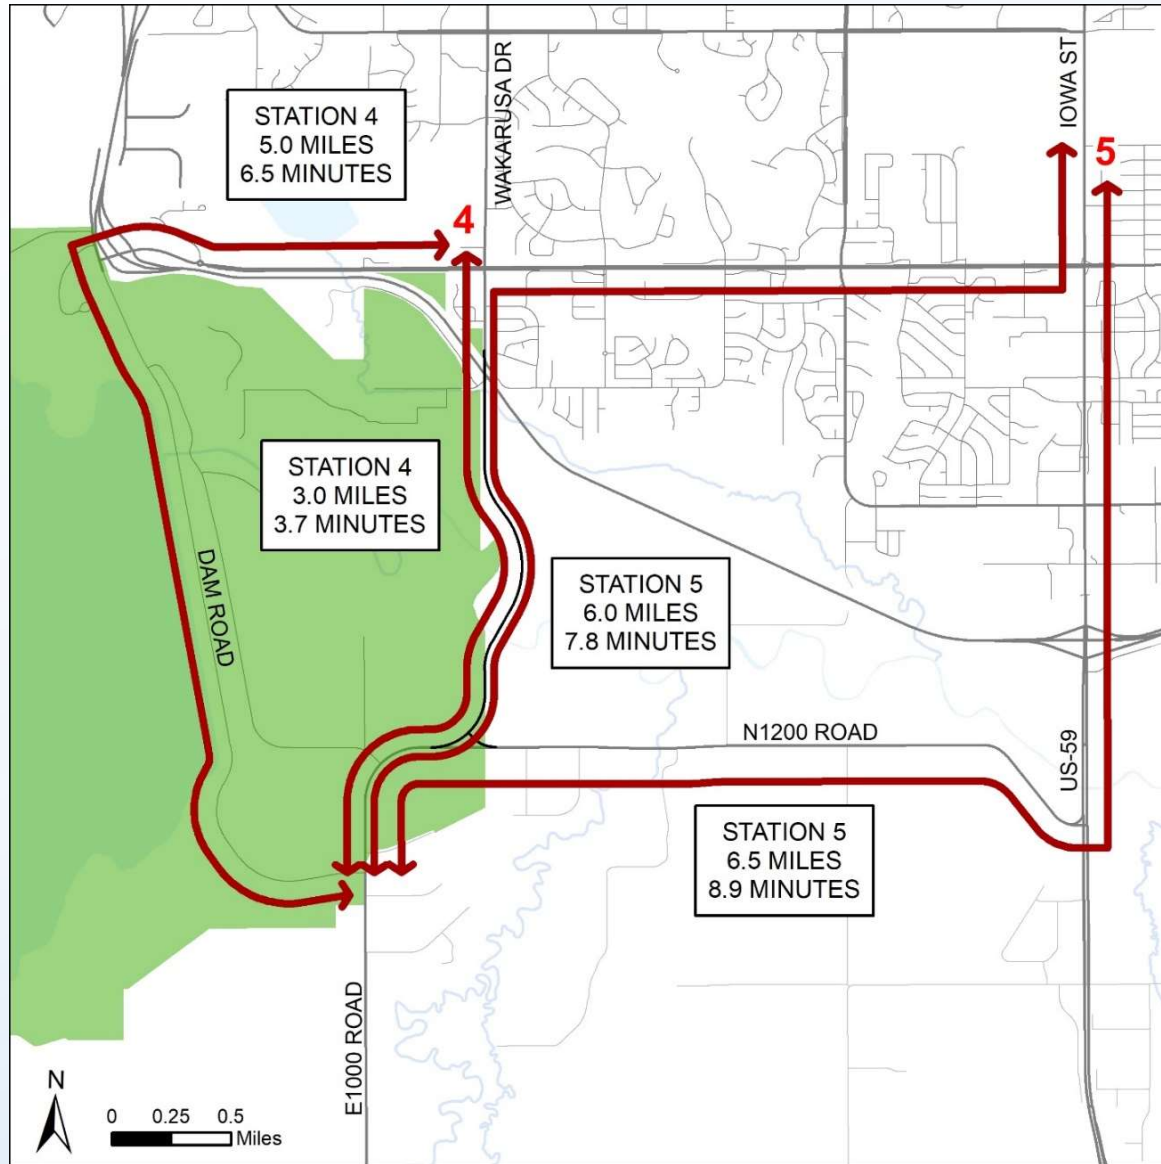 WAKARUSA DR
IOWA ST
STATION 4
5.0 MILES
6.5 MINUTES
5
4
STATION 4
3.0 MILES
3.7 MINUTES
DAM ROAD
STATION 5
6.0 MILES
7.8 MINUTES
N1200 ROAD
US-59
STATION 5
6.5 MILES
8.9 MINUTES
E1000 ROAD
N
0 0.25 0.5
Miles